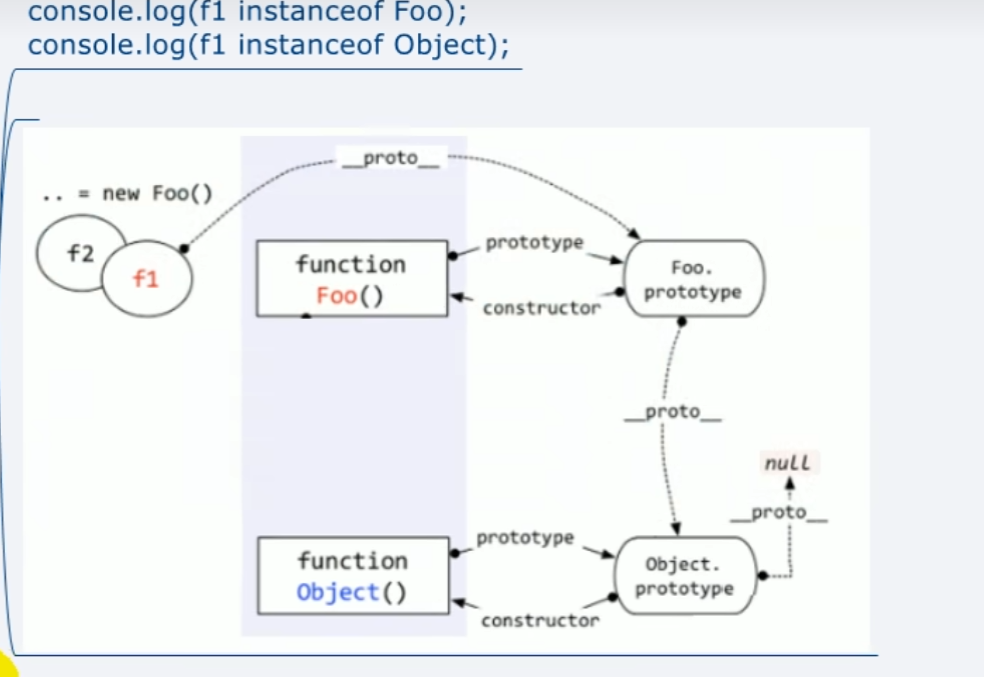 console.log(f1 instanceof Foo);
console.log(f1 instanceof Object);
__proto__
.. = new Foo()
f2
f1
function
Foo()
prototype
constructor
Foo.
prototype
__proto__
null
__proto__
function
Object()
prototype
constructor
Object.
prototype